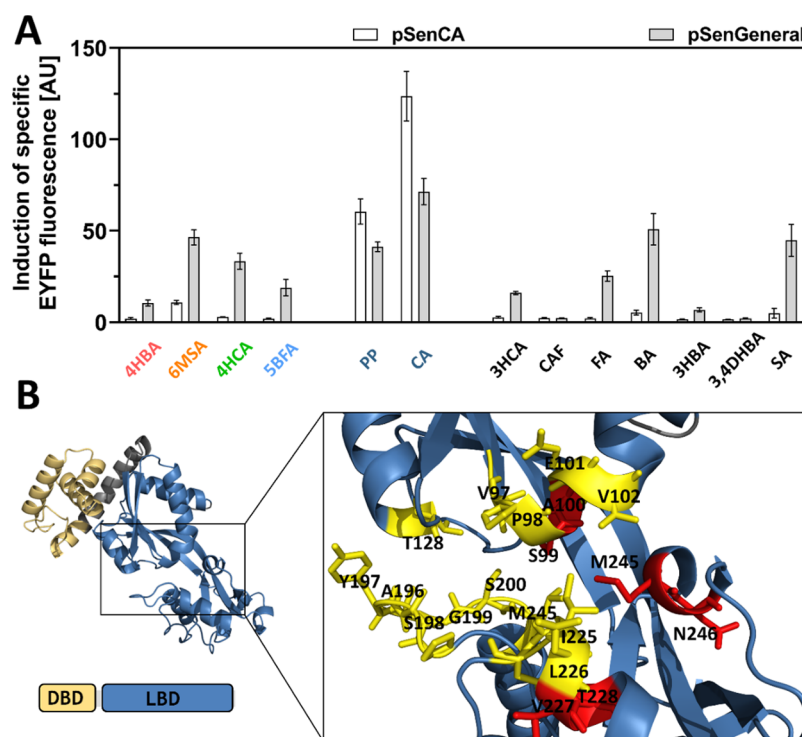 A
pSenCA
pSenGeneral
Induction of specific
EYFP fluorescence [AU]
150
100
50
0
4HBA
6MSA
4HCA
5BFA
PP
CA
3HCA
CAF
FA
BA
3HBA
3,4DHBA
SA
B
DBD
LBD
E101
V97
A100
V102
P98
T128
S99
M245
Y197
A196
S200
S198
G199
M245
I225
N246
L226
V227
T228